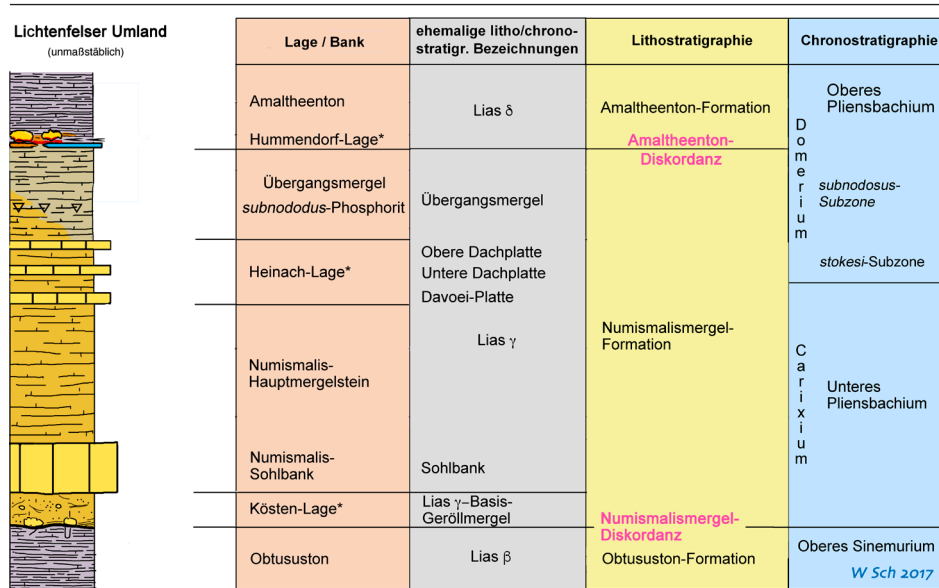 Lichtenfelser Umland
(unmaßstäblich)
Lage / Bank
ehemalige litho/chrono-
stratigr. Bezeichnungen
Lithostratigraphie
Chronostratigraphie
Amaltheenton
Hummendorf-Lage*
Übergangsmergel
subnododus-Phosphorit
Heinach-Lage*
Numismalis-
Hauptmergelstein
Numismalis-
Sohlbank
Kösten-Lage*
Obtususton
Lias δ
Übergangsmergel
Obere Dachplatte
Untere Dachplatte
Davoei-Platte
Lias γ
Sohlbank
Lias γ–Basis-
Geröllmergel
Lias β
Amaltheenton-Formation
Amaltheenton-
Diskordanz
Numismalismergel-
Formation
Numismalismergel-
Diskordanz
Obtususton-Formation
Domerium
Carixium
Oberes
Pliensbachium
subnodosus-
Subzone
stokesi-Subzone
Unteres
Pliensbachium
Oberes Sinemurium
W Sch 2017